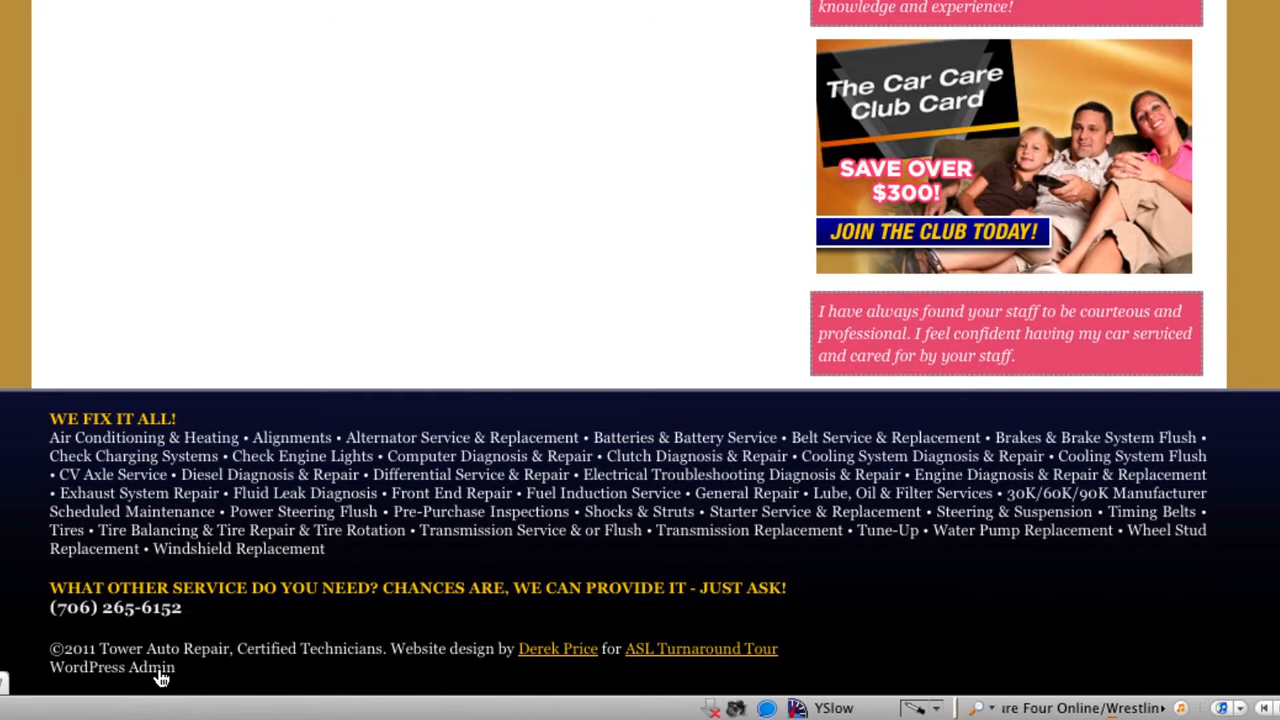 knowledge and experience!
The Car Care
Club Card
SAVE OVER
$300!
JOIN THE CLUB TODAY!
I have always found your staff to be courteous and
professional. I feel confident having my car serviced
and cared for by your staff.
WE FIX IT ALL!
Air Conditioning & Heating • Alignments • Alternator Service & Replacement • Batteries & Battery Service • Belt Service & Replacement • Brakes & Brake System Flush •
Check Charging Systems • Check Engine Lights • Computer Diagnosis & Repair • Clutch Diagnosis & Repair • Cooling System Diagnosis & Repair • Cooling System Flush
• CV Axle Service • Diesel Diagnosis & Repair • Differential Service & Repair • Electrical Troubleshooting Diagnosis & Repair • Engine Diagnosis & Repair & Replacement
• Exhaust System Repair • Fluid Leak Diagnosis • Front End Repair • Fuel Induction Service • General Repair • Lube, Oil & Filter Services • 30K/60K/90K Manufacturer
Scheduled Maintenance • Power Steering Flush • Pre-Purchase Inspections • Shocks & Struts • Starter Service & Replacement • Steering & Suspension • Timing Belts •
Tires • Tire Balancing & Tire Repair & Tire Rotation • Transmission Service & or Flush • Transmission Replacement • Tune-Up • Water Pump Replacement • Wheel Stud
Replacement • Windshield Replacement
WHAT OTHER SERVICE DO YOU NEED? CHANCES ARE, WE CAN PROVIDE IT - JUST ASK!
(706) 265-6152
©2011 Tower Auto Repair, Certified Technicians. Website design by Derek Price for ASL Turnaround Tour
WordPress Admin
YSlow
ıre Four Online/Wrestlin